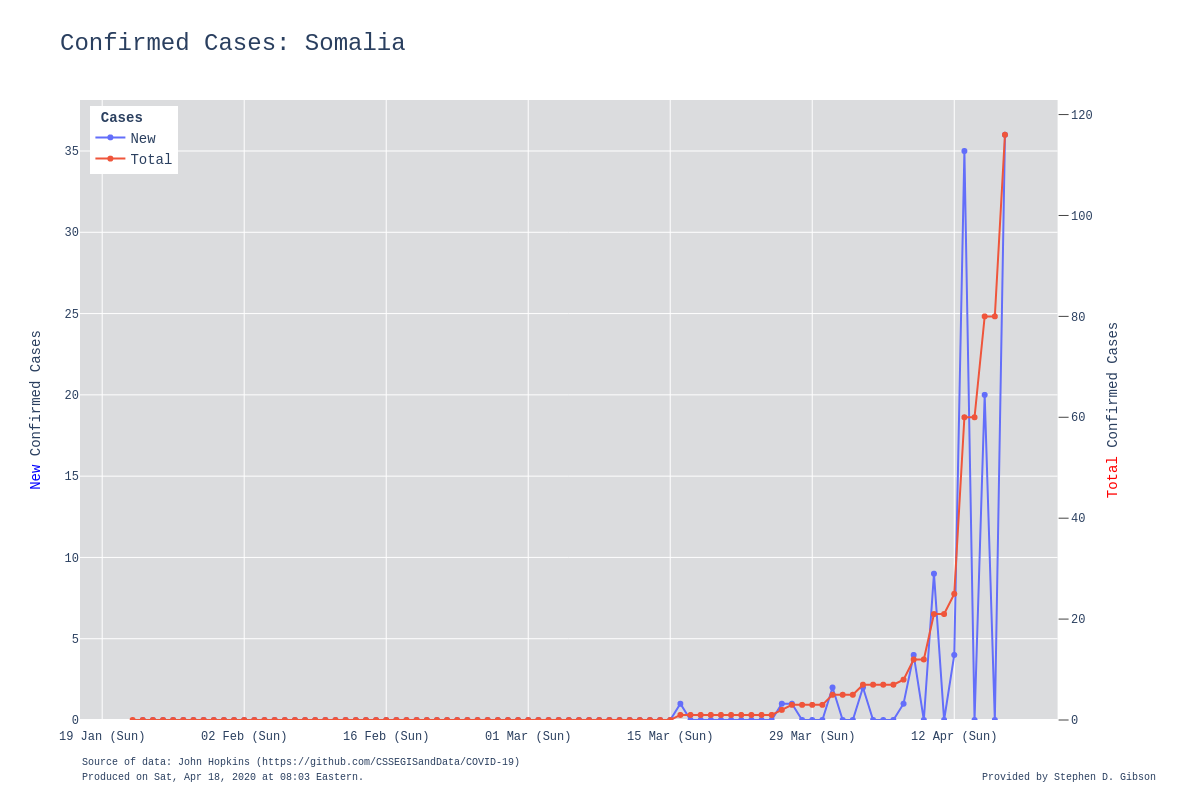 Confirmed Cases: Somalia
Cases
New
Total
35
30
25
20
15
10
5
0
120
100
80
60
40
20
0
New Confirmed Cases
Total Confirmed Cases
19 Jan (Sun) 02 Feb (Sun) 16 Feb (Sun) 01 Mar (Sun) 15 Mar (Sun) 29 Mar (Sun) 12 Apr (Sun)
Source of data: John Hopkins (https://github.com/CSSEGISandData/COVID-19)
Produced on Sat, Apr 18, 2020 at 08:03 Eastern.
Provided by Stephen D. Gibson